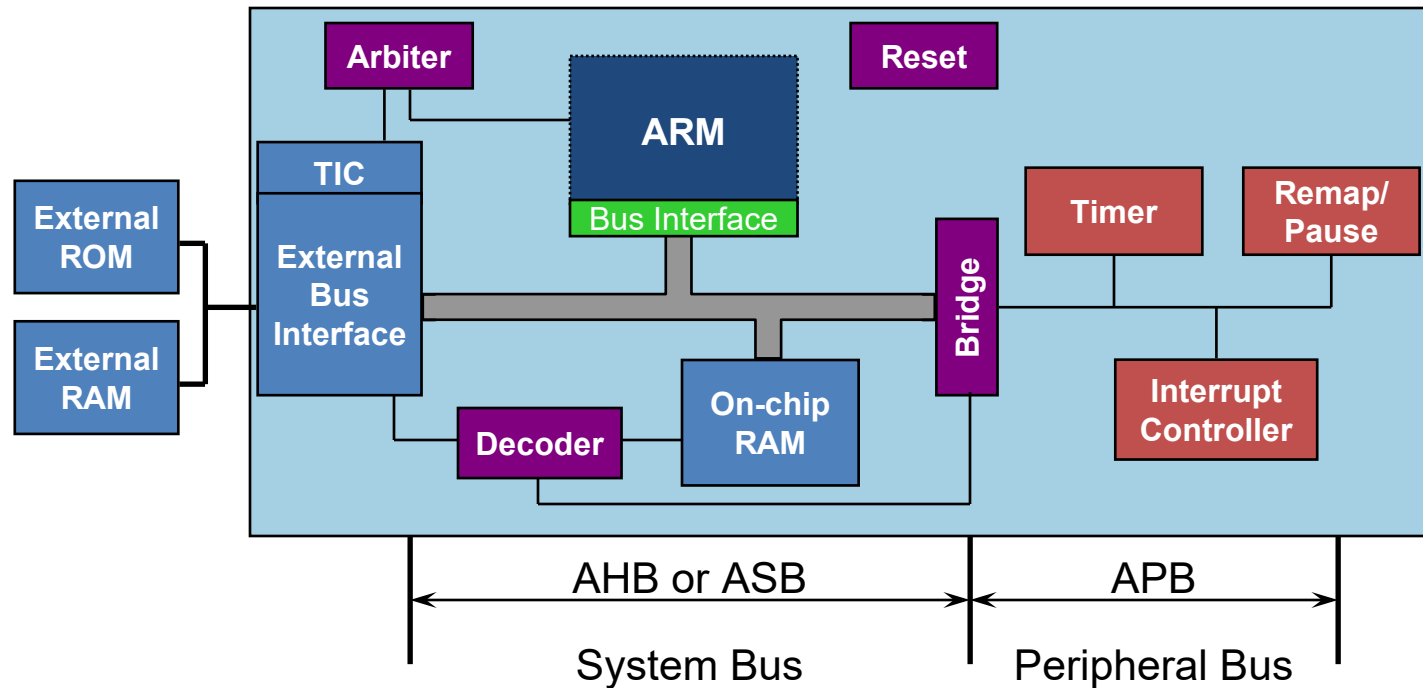 Arbiter
Reset
ARM
TIC
Bus Interface
External
ROM
External
RAM
External
Bus
Interface
Bridge
Timer
Remap/
Pause
Interrupt
Controller
On-chip
RAM
Decoder
AHB or ASB
APB
System Bus
Peripheral Bus